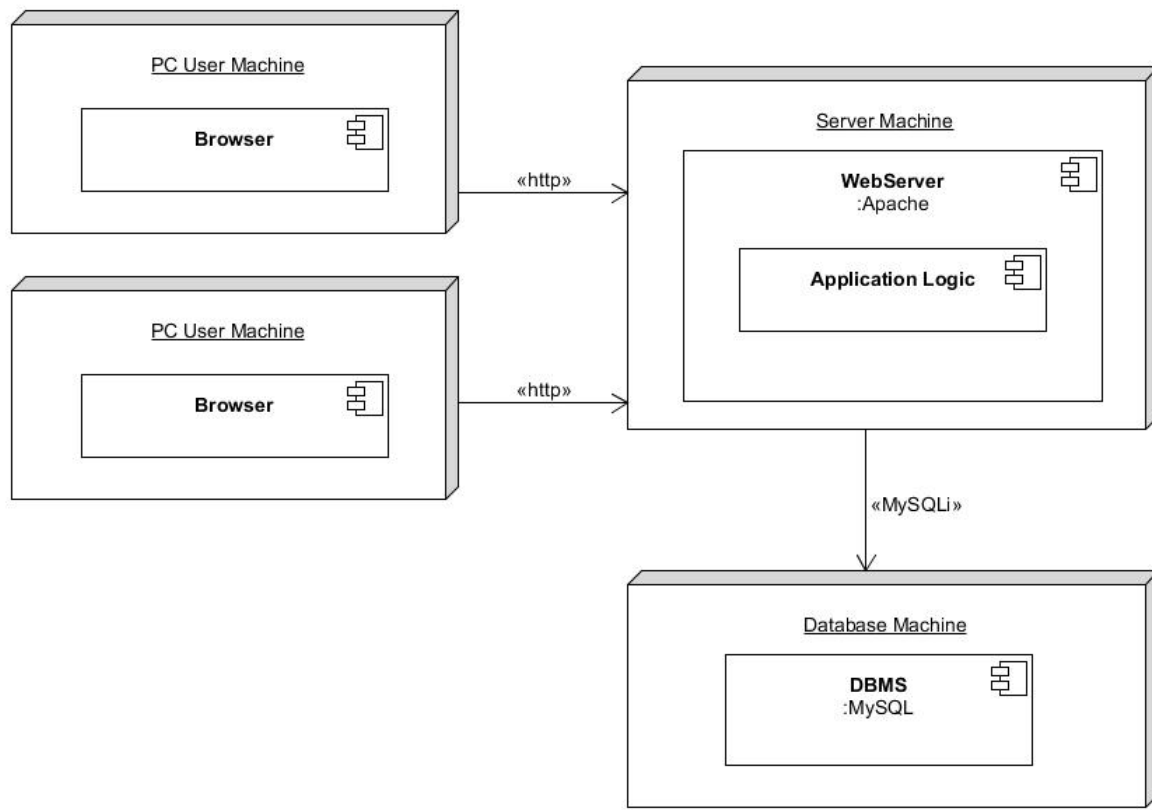 PC User Machine
Browser
«http»
Server Machine
WebServer
:Apache
Application Logic
PC User Machine
Browser
«http»
«MySQLi»
Database Machine
DBMS
:MySQL